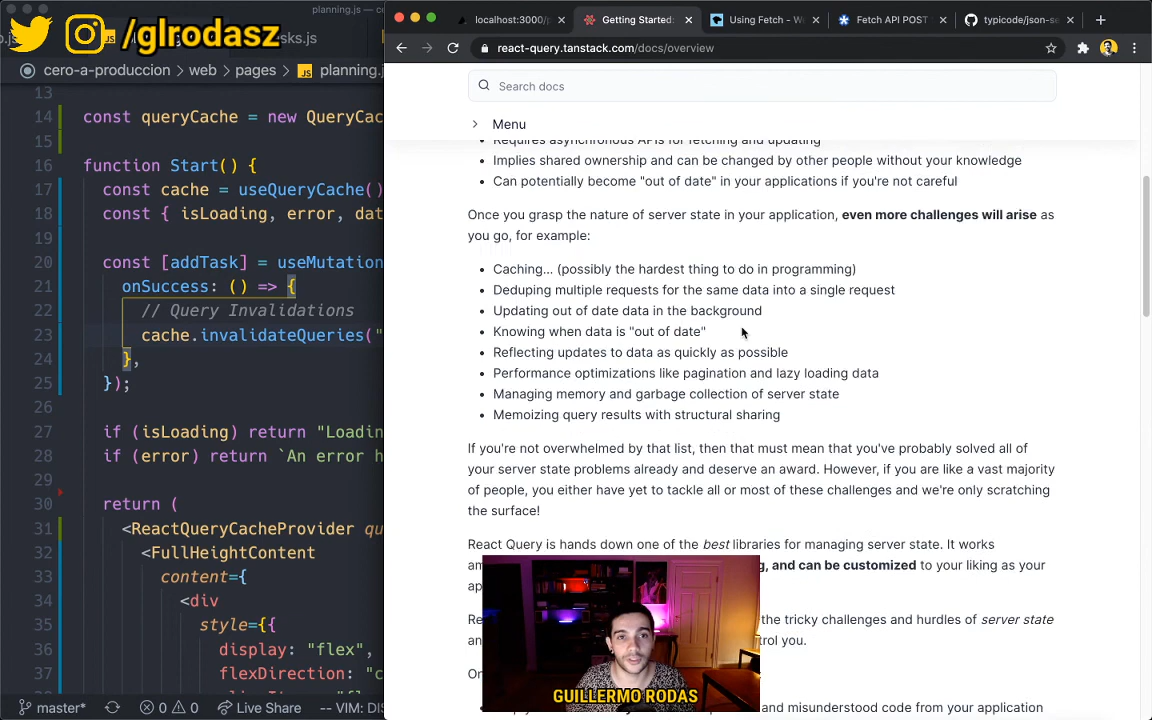 planning.js
/glrodasz
sks.js
cero-a-produccion > web > pages > planning.j
13
14 const queryCache = new QueryCac
15
16 function Start() {
17 const cache = useQueryCache()
18 const { isLoading, error, dat
19
20 const [addTask] = useMutation
21 onSuccess: () => {
22 // Query Invalidations
23 cache.invalidateQueries("
24 },
25 });
26
27 if (isLoading) return "Loadin
28 if (error) return `An error h
29
30 return (
31 <ReactQueryCacheProvider qu
32 <FullHeightContent
33 content={
34 <div
35 style={{
36 display: "flex",
37 flexDirection: "c
master* 0 0 Live Share -- VIM: DIS
localhost:3000/p
Getting Started:
Using Fetch - W
Fetch API POST
typicode/json-se
react-query.tanstack.com/docs/overview
Search docs
Menu
Requires asynchronous APIs for fetching and updating
Implies shared ownership and can be changed by other people without your knowledge
Can potentially become "out of date" in your applications if you're not careful
Once you grasp the nature of server state in your application, even more challenges will arise as
you go, for example:
Caching... (possibly the hardest thing to do in programming)
Deduping multiple requests for the same data into a single request
Updating out of date data in the background
Knowing when data is "out of date"
Reflecting updates to data as quickly as possible
Performance optimizations like pagination and lazy loading data
Managing memory and garbage collection of server state
Memoizing query results with structural sharing
If you're not overwhelmed by that list, then that must mean that you've probably solved all of
your server state problems already and deserve an award. However, if you are like a vast majority
of people, you either have yet to tackle all or most of these challenges and we're only scratching
the surface!
React Query is hands down one of the best libraries for managing server state. It works
am g, and can be customized to your liking as your
ap
Re the tricky challenges and hurdles of server state
an trol you.
On
and misunderstood code from your application
GUILLERMO RODAS